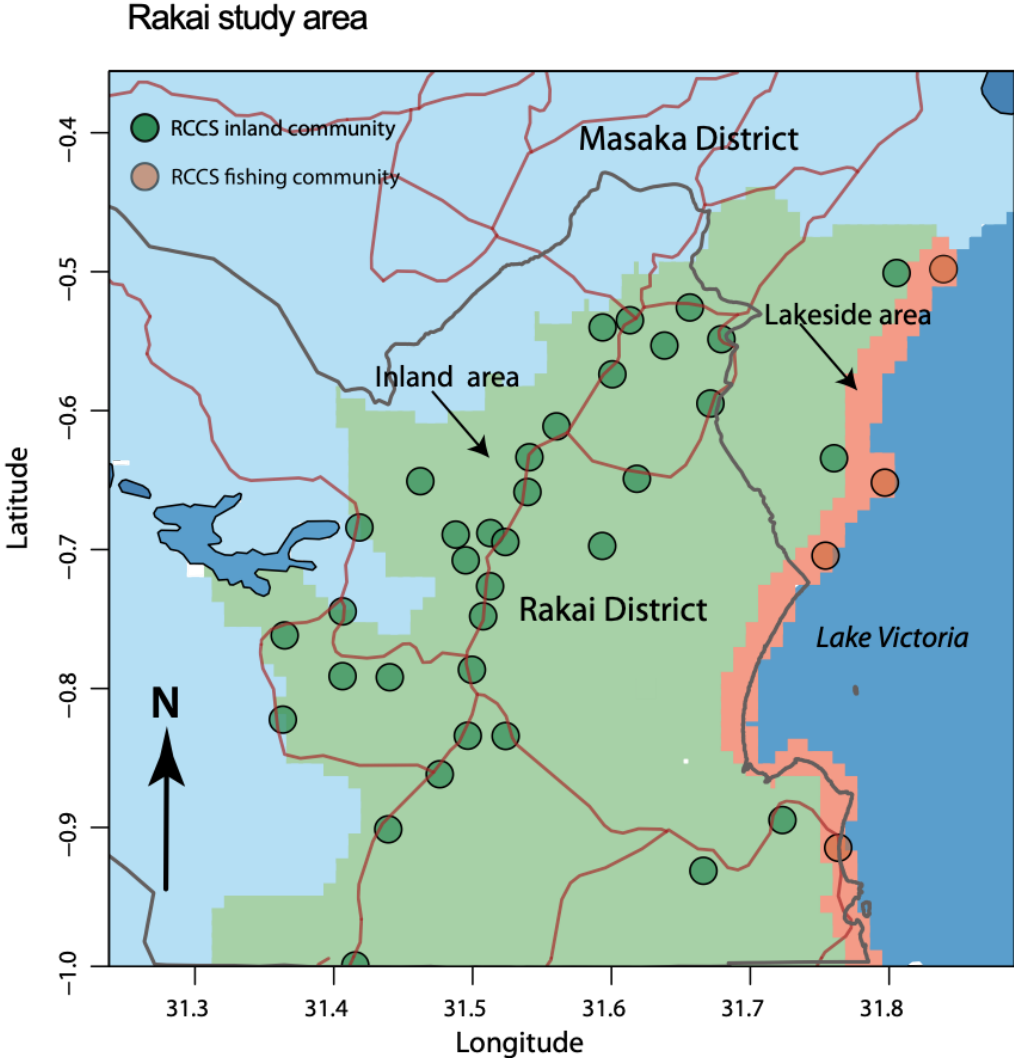 Rakai study area
RCCS inland community
RCCS fishing community
Masaka District
Lakeside area
Inland area
Rakai District
Lake Victoria
N
Latitude
−0.4
−0.5
−0.6
−0.7
−0.8
−0.9
−1.0
31.3 31.4 31.5 31.6 31.7 31.8
Longitude